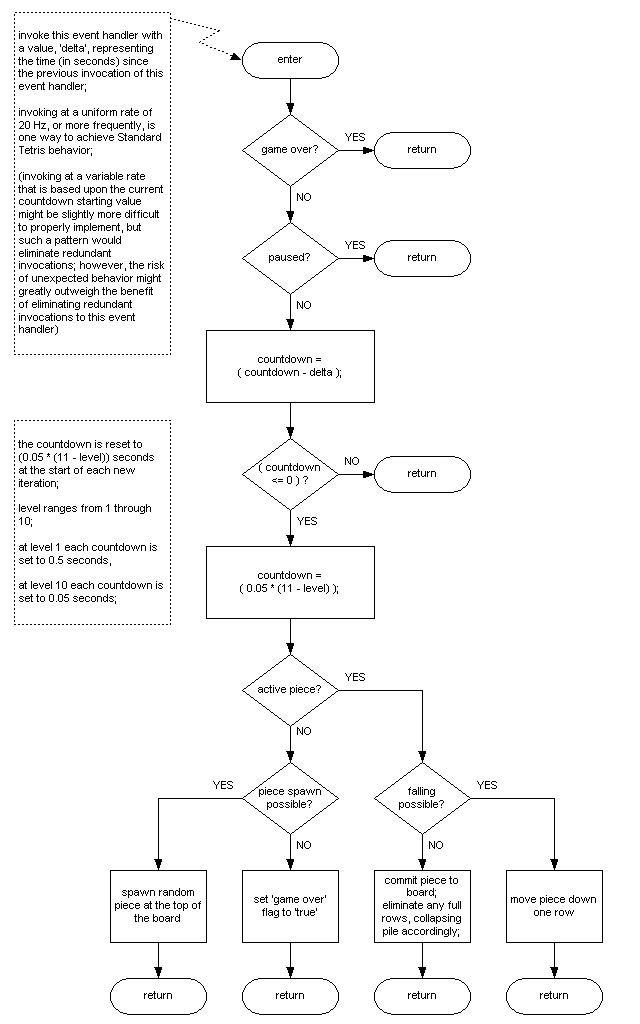 invoke this event handler with
a value, 'delta', representing
the time (in seconds) since
the previous invocation of this
event handler;
invoking at a uniform rate of
20 Hz, or more frequently, is
one way to achieve Standard
Tetris behavior;
(invoking at a variable rate
that is based upon the current
countdown starting value
might be slightly more difficult
to properly implement, but
such a pattern would
eliminate redundant
invocations; however, the risk
of unexpected behavior might
greatly outweigh the benefit
of eliminating redundant
invocations to this event
handler)
enter
game over?
YES
return
NO
paused?
YES
return
NO
countdown =
( countdown - delta );
the countdown is reset to
(0.05 * (11 - level)) seconds
at the start of each new
iteration;
level ranges from 1 through
10;
at level 1 each countdown is
set to 0.5 seconds,
at level 10 each countdown is
set to 0.05 seconds;
( countdown
<= 0 ) ?
NO
return
YES
countdown =
( 0.05 * (11 - level) );
active piece?
YES
NO
piece spawn
possible?
YES
NO
falling
possible?
YES
NO
spawn random
piece at the top of
the board
set 'game over'
flag to 'true'
commit piece to
board;
eliminate any full
rows, collapsing
pile accordingly;
move piece down
one row
return
return
return
return